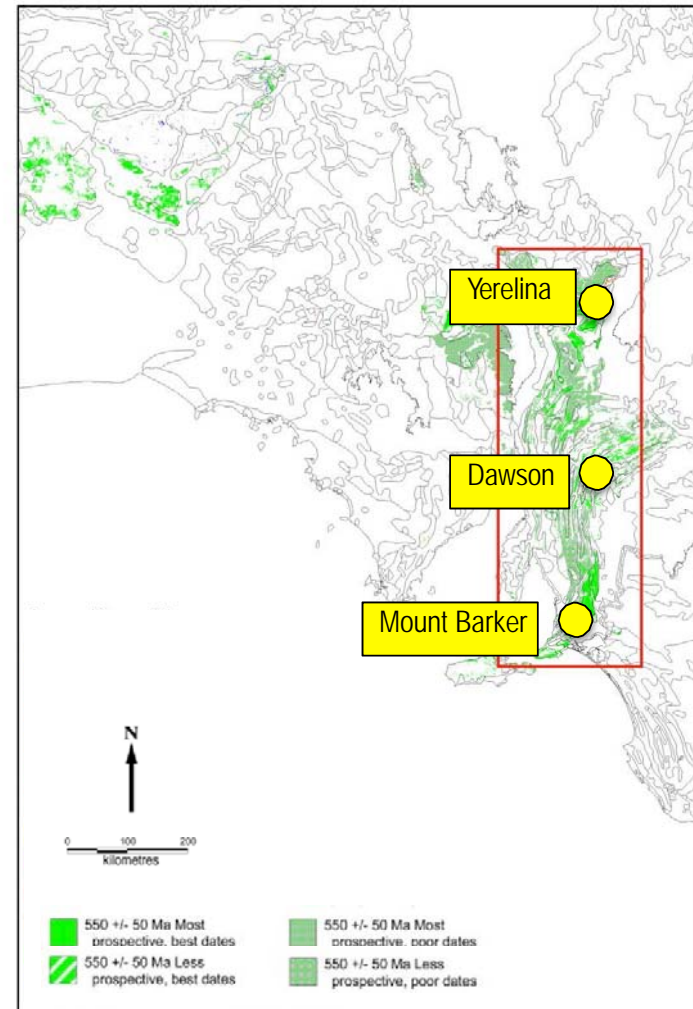 Yerelina
Dawson
Mount Barker
N
0 100 200
kilometres
550 +/- 50 Ma Most
prospective, best dates
550 +/- 50 Ma Less
prospective, best dates
550 +/- 50 Ma Most
prospective, poor dates
550 +/- 50 Ma Less
prospective, poor dates